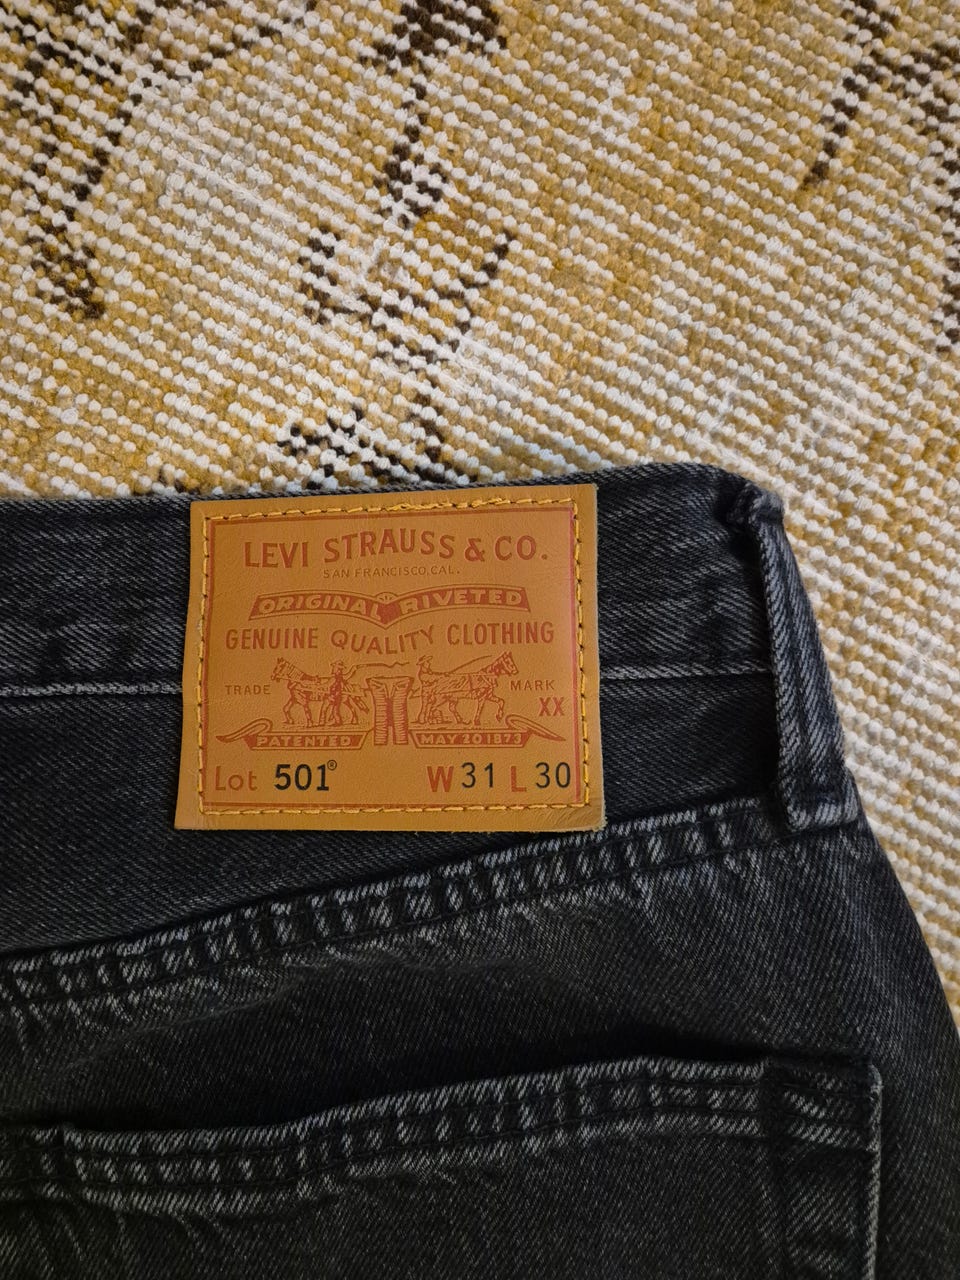 LEVI STRAUSS & CO.
SAN FRANCISCO, CAL.
ORIGINAL RIVETED
GENUINE QUALITY CLOTHING
TRADE MARK
XX
PATENTED MAY 20 1873
Lot 501® W 31 L 30